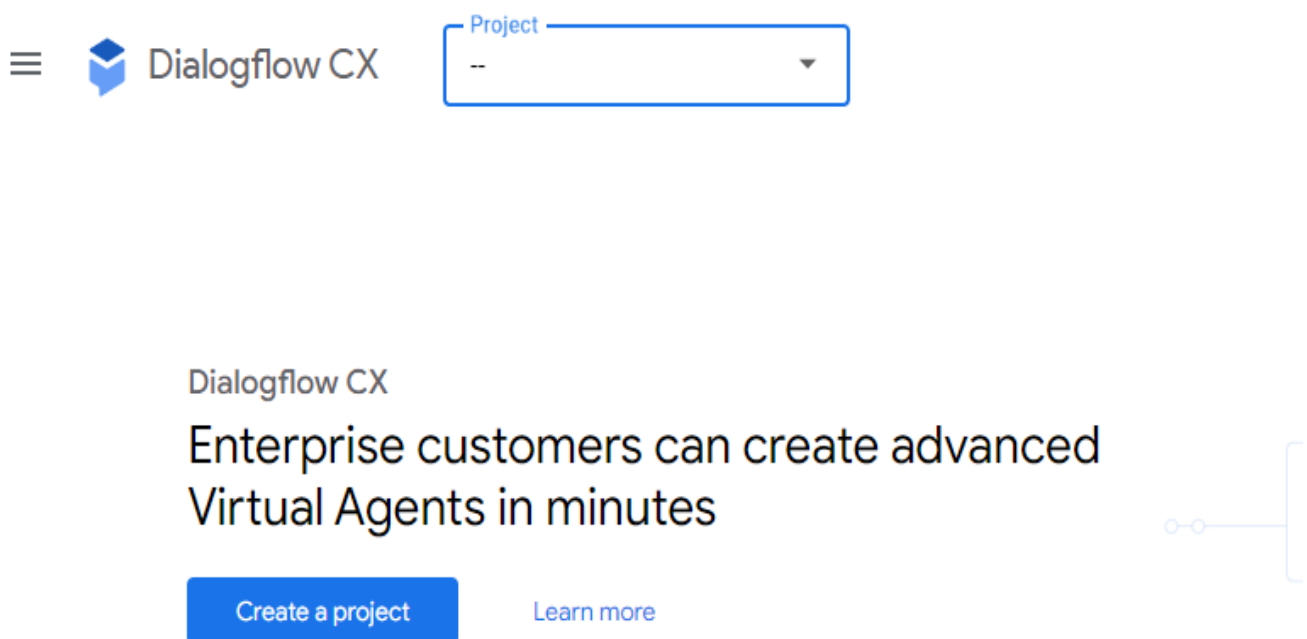 Project
Dialogflow CX
--
Dialogflow CX
Enterprise customers can create advanced
Virtual Agents in minutes
Create a project
Learn more